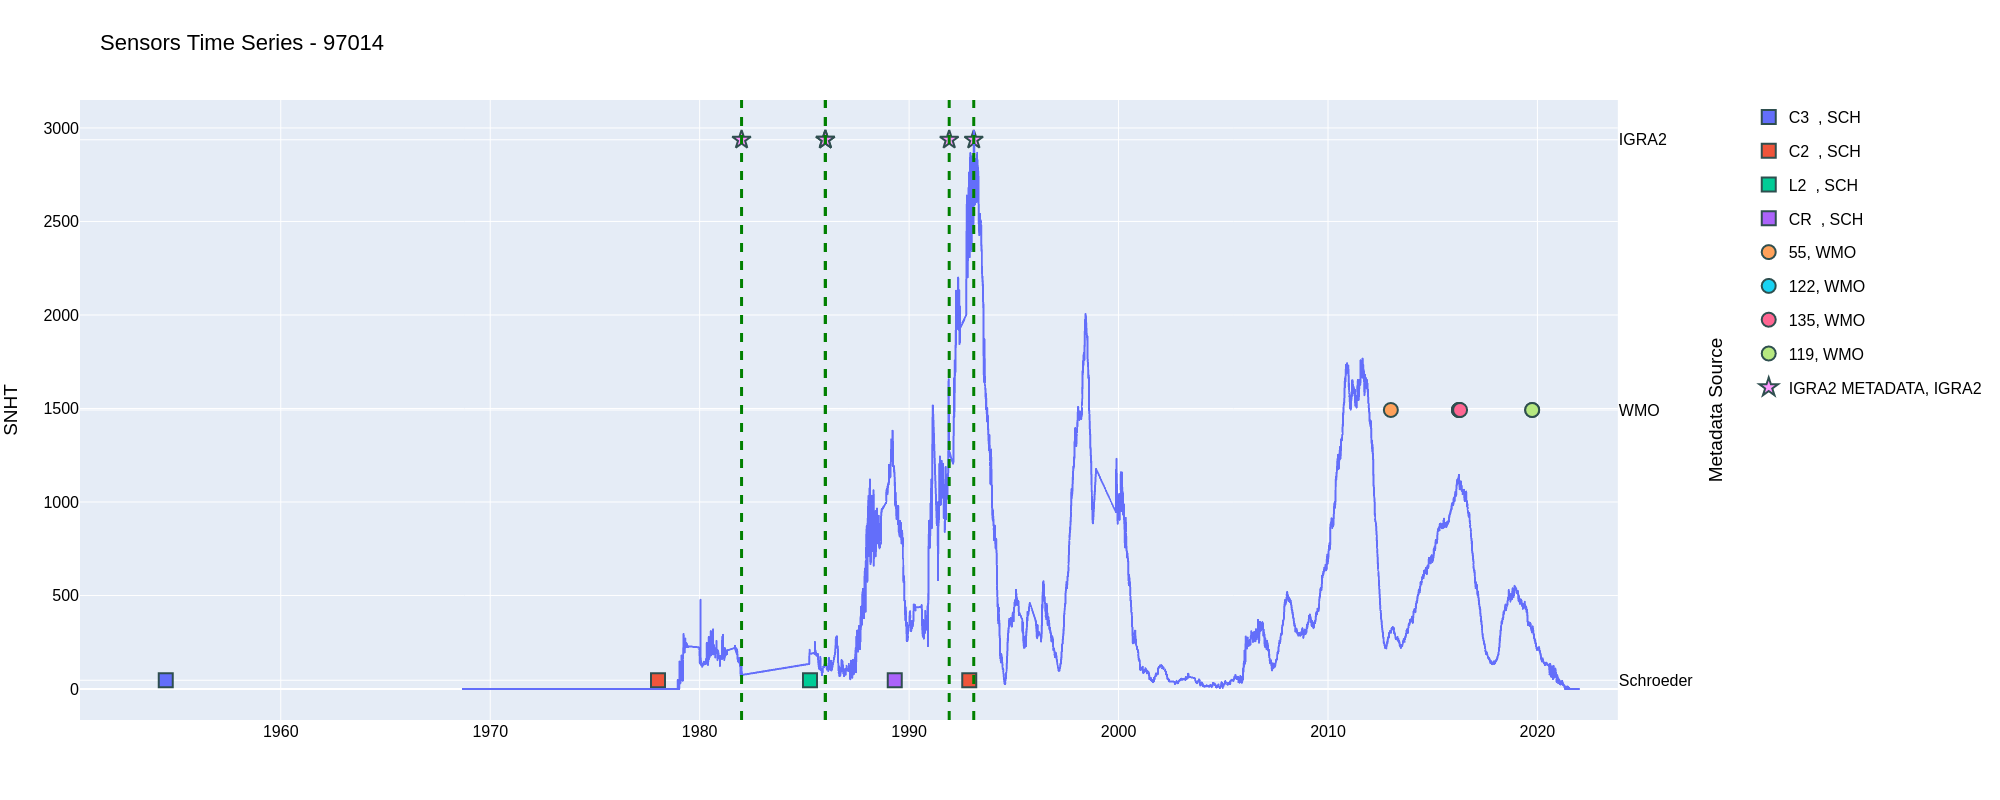 Sensors Time Series - 97014
SNHT
3000
2500
2000
1500
1000
500
0
1960
1970
1980
1990
2000
2010
2020
IGRA2
WMO
Schroeder
Metadata Source
C3 , SCH
C2 , SCH
L2 , SCH
CR , SCH
55, WMO
122, WMO
135, WMO
119, WMO
IGRA2 METADATA, IGRA2